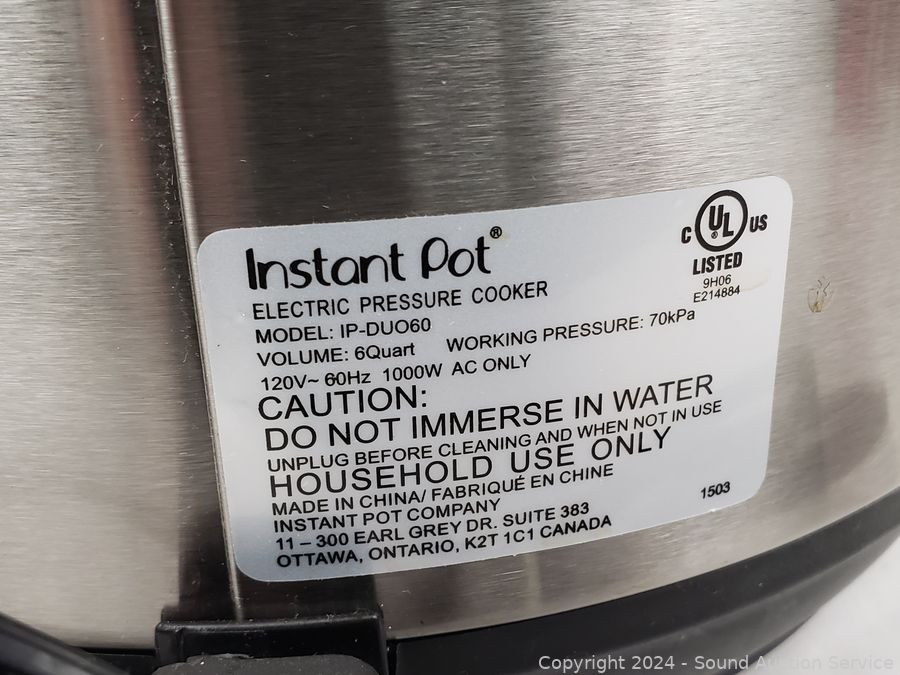 Instant Pot®
ELECTRIC PRESSURE COOKER
MODEL: IP-DUO60
VOLUME: 6Quart WORKING PRESSURE: 70kPa
120V~ 60Hz 1000W AC ONLY
C UL® US
LISTED
9H06
E214884
CAUTION:
DO NOT IMMERSE IN WATER
UNPLUG BEFORE CLEANING AND WHEN NOT IN USE
HOUSEHOLD USE ONLY
MADE IN CHINA/ FABRIQUÉ EN CHINE
INSTANT POT COMPANY
11 – 300 EARL GREY DR. SUITE 383
OTTAWA, ONTARIO, K2T 1C1 CANADA
1503
Copyright 2024 - Sound Auction Service